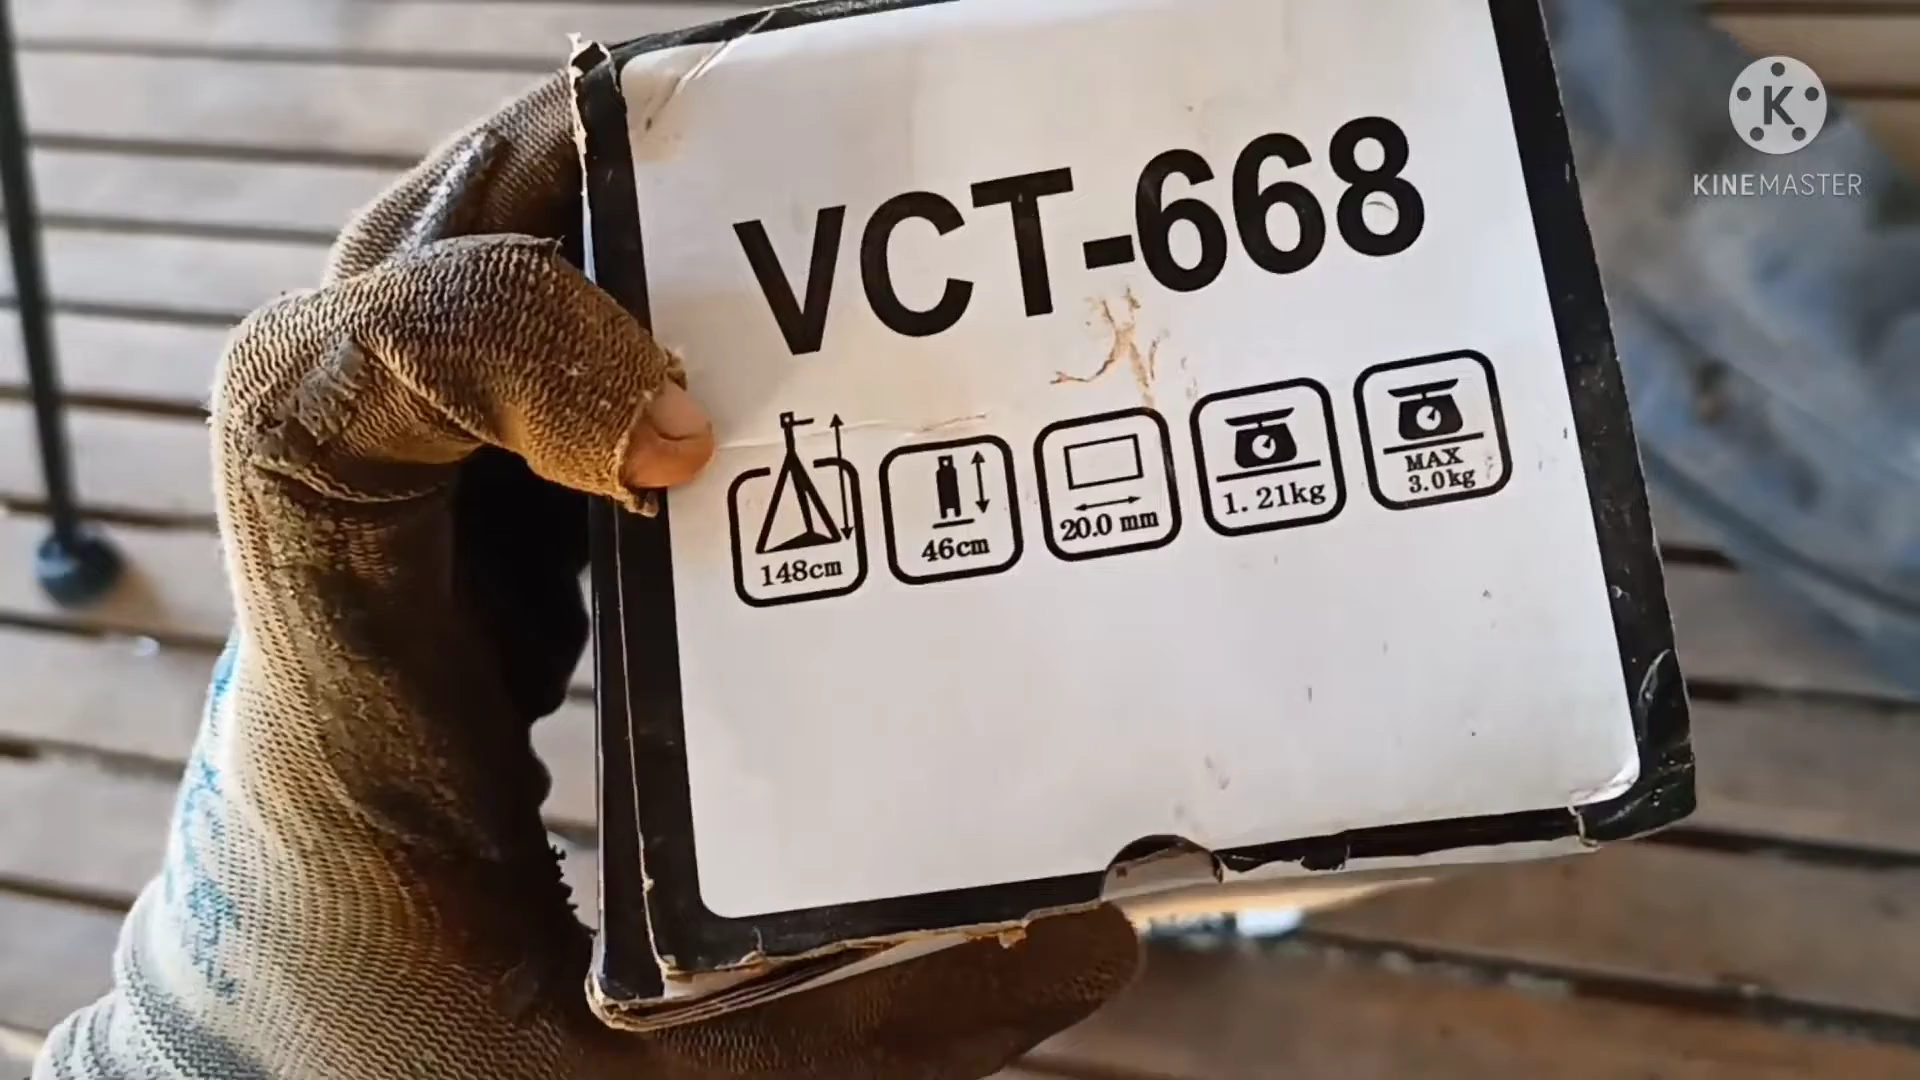 K
KINEMASTER
VCT-668
148cm
46cm
20.0 mm
1.21kg
MAX
3.0kg